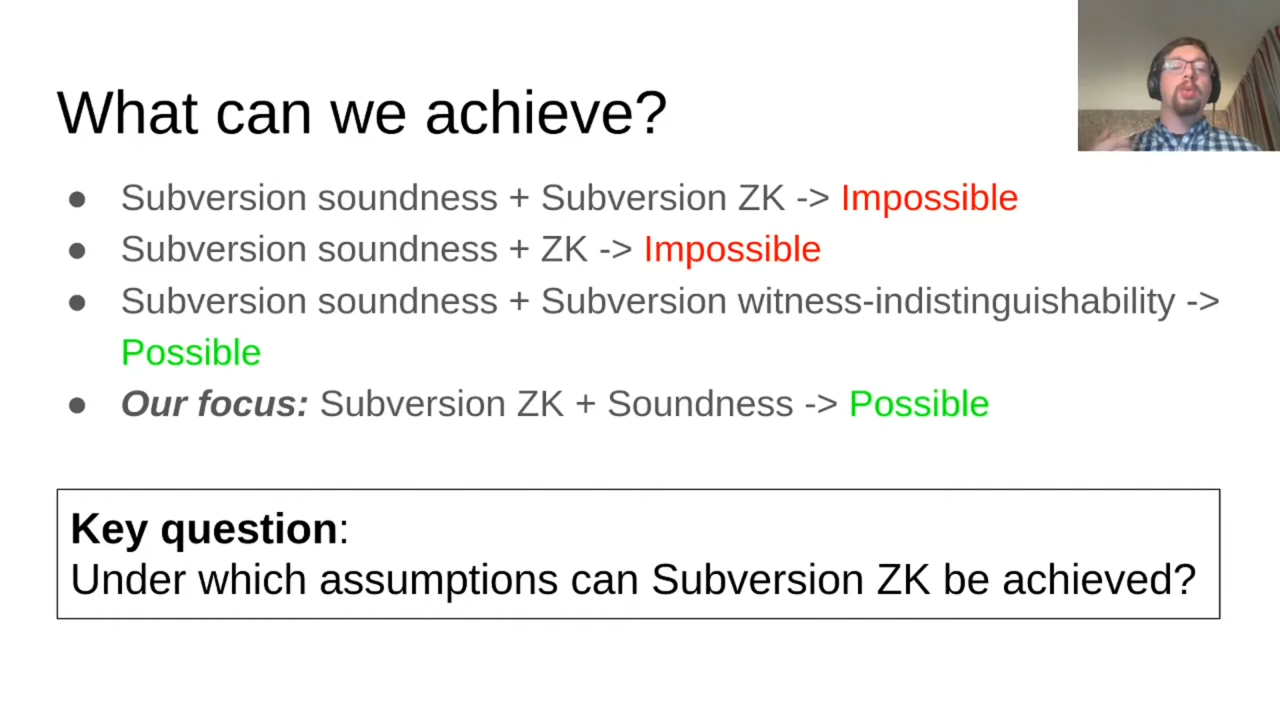 What can we achieve?
● Subversion soundness + Subversion ZK -> Impossible
● Subversion soundness + ZK -> Impossible
● Subversion soundness + Subversion witness-indistinguishability ->
Possible
● Our focus: Subversion ZK + Soundness -> Possible
Key question:
Under which assumptions can Subversion ZK be achieved?